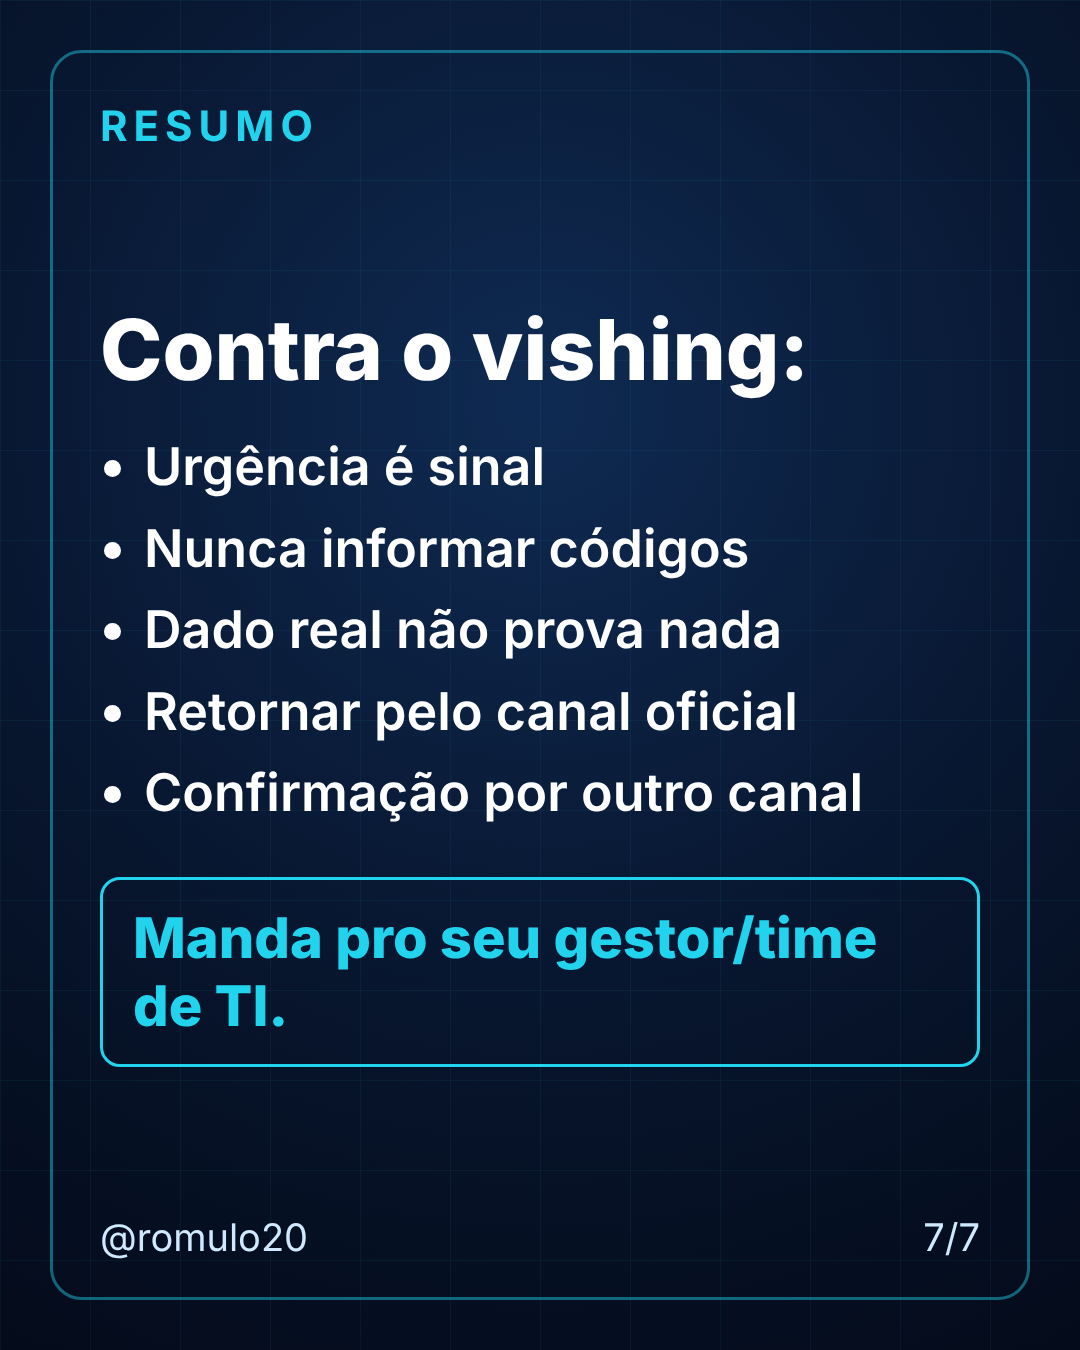 RESUMO
Contra o vishing:
• Urgência é sinal
• Nunca informar códigos
• Dado real não prova nada
• Retornar pelo canal oficial
• Confirmação por outro canal
Manda pro seu gestor/time
de TI.
@romulo20
7/7